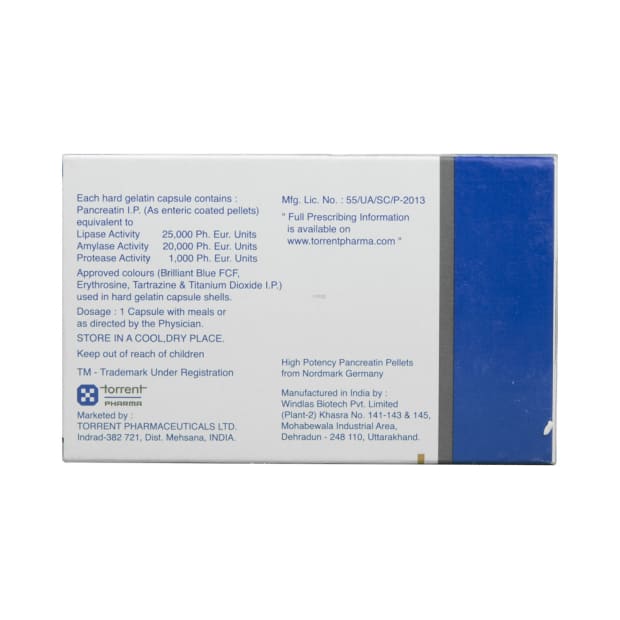 Each hard gelatin capsule contains :
Pancreatin I.P. (As enteric coated pellets)
equivalent to
Lipase Activity 25,000 Ph. Eur. Units
Amylase Activity 20,000 Ph. Eur. Units
Protease Activity 1,000 Ph. Eur. Units
Approved colours (Brilliant Blue FCF,
Erythrosine, Tartrazine & Titanium Dioxide I.P.)
used in hard gelatin capsule shells.
Dosage : 1 Capsule with meals or
as directed by the Physician.
STORE IN A COOL,DRY PLACE.
Keep out of reach of children
TM - Trademark Under Registration
torrent
PHARMA
Marketed by :
TORRENT PHARMACEUTICALS LTD.
Indrad-382 721, Dist. Mehsana, INDIA.
Mfg. Lic. No. : 55/UA/SC/P-2013
" Full Prescribing Information
is available on
www.torrentpharma.com "
High Potency Pancreatin Pellets
from Nordmark Germany
Manufactured in India by :
Windlas Biotech Pvt. Limited
(Plant-2) Khasra No. 141-143 & 145,
Mohabewala Industrial Area,
Dehradun - 248 110, Uttarakhand.